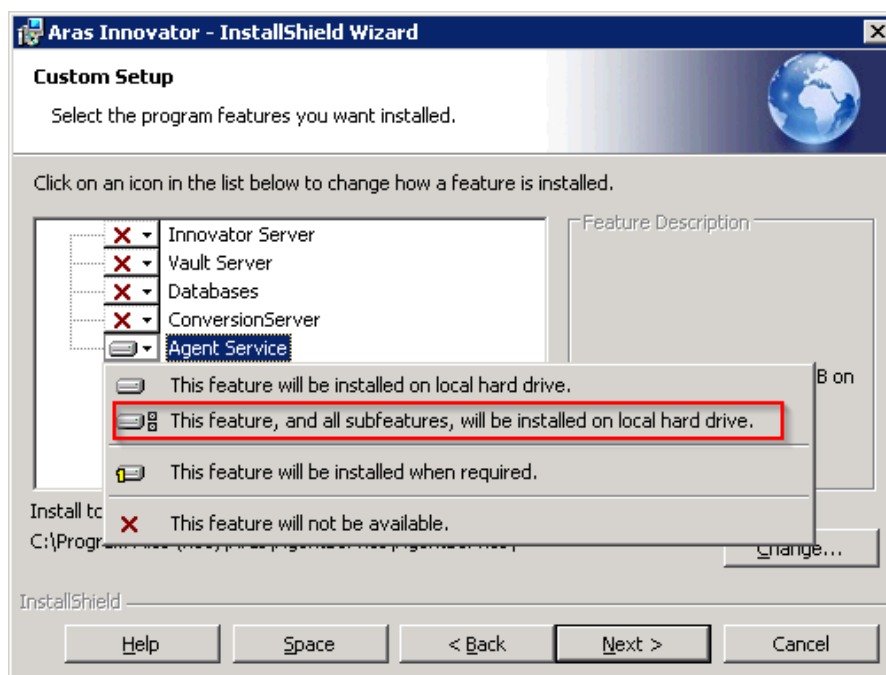 Aras Innovator - InstallShield Wizard
Custom Setup
Select the program features you want installed.
Click on an icon in the list below to change how a feature is installed.
Innovator Server
Feature Description
Vault Server
Databases
ConversionServer
Agent Service
This feature will be installed on local hard drive.
B on
This feature, and all subfeatures, will be installed on local hard drive.
This feature will be installed when required.
Install to
This feature will not be available.
C:\Progr
Change...
InstallShield
Help
Space
< Back
Next >
Cancel